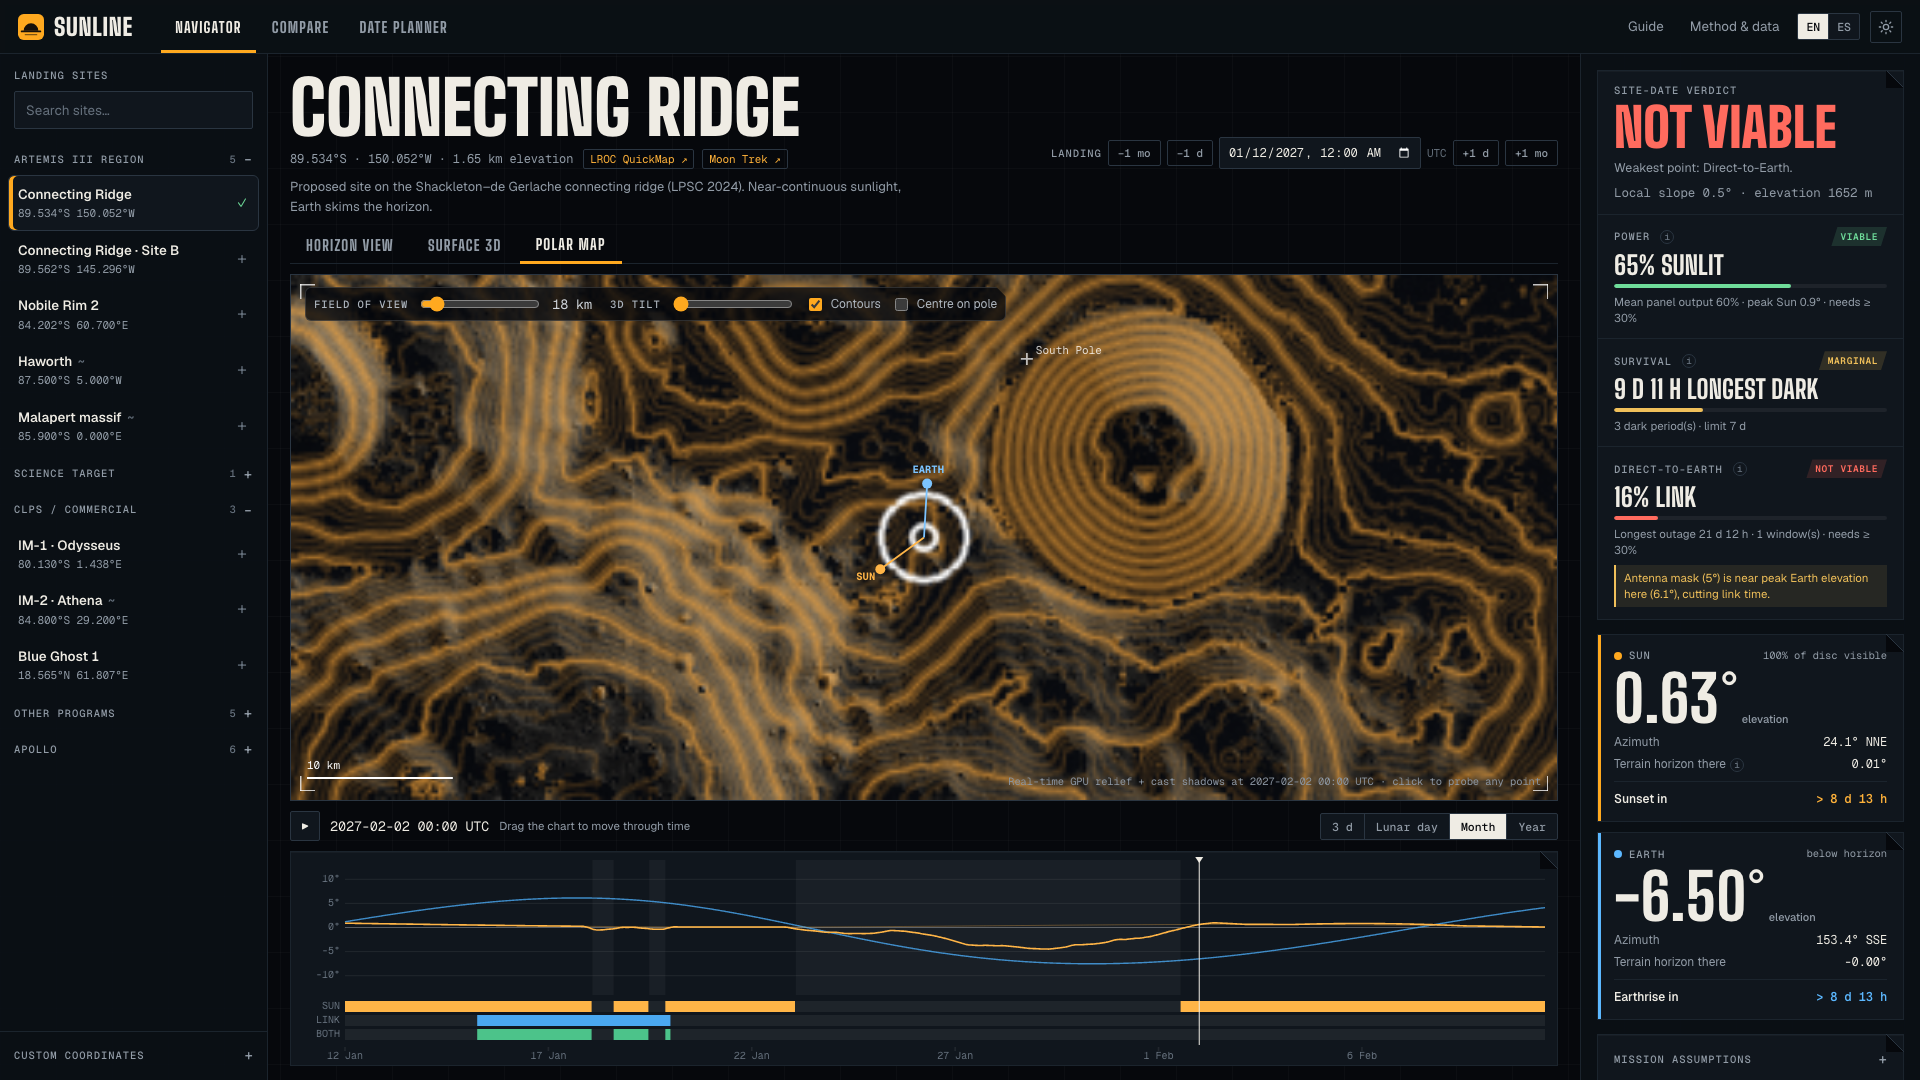 SUNLINE
NAVIGATOR
COMPARE
DATE PLANNER
Guide
Method & data
EN
ES
LANDING SITES
Search sites…
ARTEMIS III REGION 5 −
Connecting Ridge
89.534°S 150.052°W
✓
Connecting Ridge · Site B
89.562°S 145.296°W
+
Nobile Rim 2
84.202°S 60.700°E
+
Haworth ~
87.500°S 5.000°W
+
Malapert massif ~
85.900°S 0.000°E
+
SCIENCE TARGET 1 +
CLPS / COMMERCIAL 3 −
IM-1 · Odysseus
80.130°S 1.438°E
+
IM-2 · Athena ~
84.800°S 29.200°E
+
Blue Ghost 1
18.565°N 61.807°E
+
OTHER PROGRAMS 5 +
APOLLO 6 +
CUSTOM COORDINATES +
CONNECTING RIDGE
89.534°S · 150.052°W · 1.65 km elevation
LROC QuickMap ↗
Moon Trek ↗
Proposed site on the Shackleton–de Gerlache connecting ridge (LPSC 2024). Near-continuous sunlight,
Earth skims the horizon.
LANDING
−1 mo
−1 d
01/12/2027, 12:00 AM
UTC
+1 d
+1 mo
HORIZON VIEW
SURFACE 3D
POLAR MAP
FIELD OF VIEW
18 km
3D TILT
Contours
Centre on pole
South Pole
EARTH
SUN
10 km
Real-time GPU relief + cast shadows at 2027-02-02 00:00 UTC · click to probe any point
2027-02-02 00:00 UTC
Drag the chart to move through time
3 d
Lunar day
Month
Year
10°
5°
0°
−5°
−10°
SUN
LINK
BOTH
12 Jan
17 Jan
22 Jan
27 Jan
1 Feb
6 Feb
SITE-DATE VERDICT
NOT VIABLE
Weakest point: Direct-to-Earth.
Local slope 0.5° · elevation 1652 m
POWER i
VIABLE
65% SUNLIT
Mean panel output 60% · peak Sun 0.9° · needs ≥
30%
SURVIVAL i
MARGINAL
9 D 11 H LONGEST DARK
3 dark period(s) · limit 7 d
DIRECT-TO-EARTH i
NOT VIABLE
16% LINK
Longest outage 21 d 12 h · 1 window(s) · needs ≥
30%
Antenna mask (5°) is near peak Earth elevation
here (6.1°), cutting link time.
SUN
100% of disc visible
0.63° elevation
Azimuth 24.1° NNE
Terrain horizon there i 0.01°
Sunset in > 8 d 13 h
EARTH
below horizon
−6.50° elevation
Azimuth 153.4° SSE
Terrain horizon there -0.00°
Earthrise in > 8 d 13 h
MISSION ASSUMPTIONS +